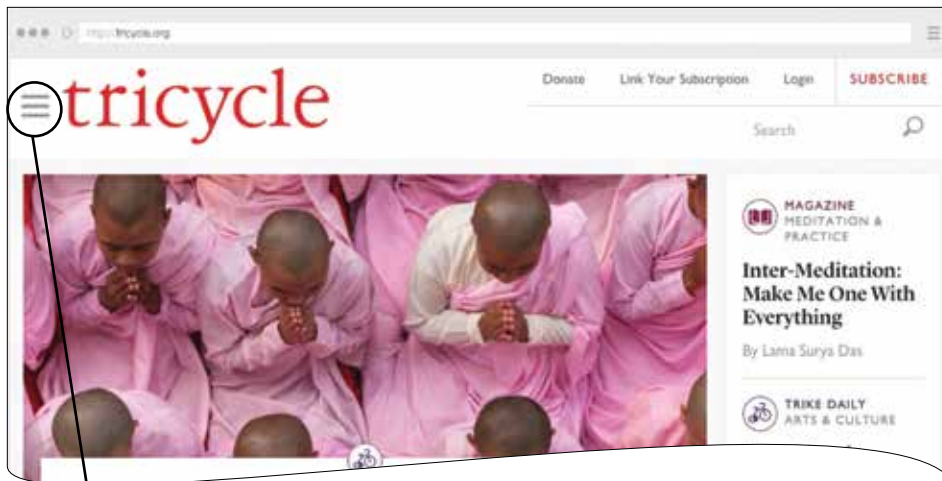 tricycle.org
tricycle
Donate Link Your Subscription Login SUBSCRIBE
Search
MAGAZINE
MEDITATION &
PRACTICE
Inter-Meditation:
Make Me One With
Everything
By Lama Surya Das
TRIKE DAILY
ARTS & CULTURE